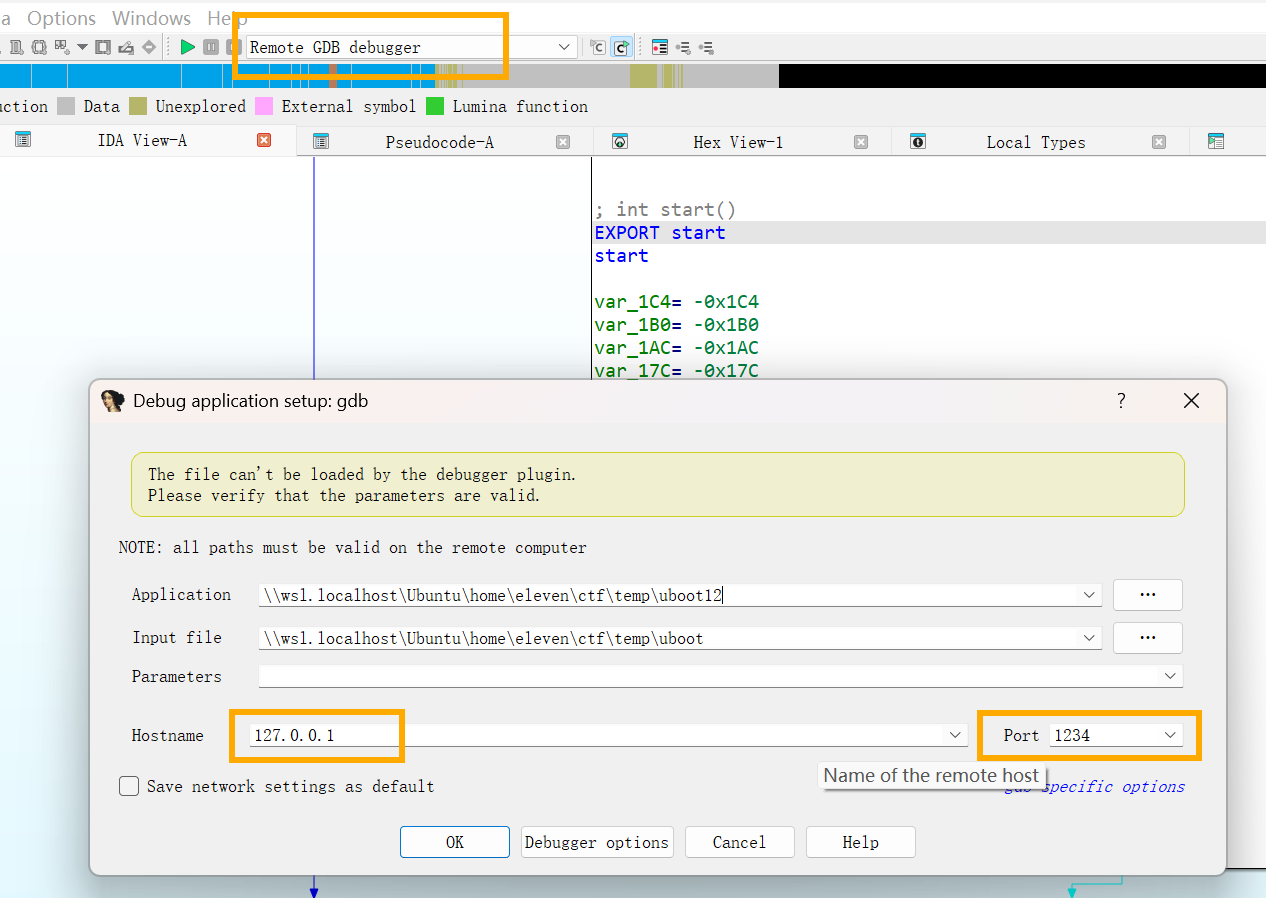 a Options Windows Help
Remote GDB debugger
uction Data Unexplored External symbol Lumina function
IDA View-A Pseudocode-A Hex View-1 Local Types
; int start()
EXPORT start
start
var_1C4= -0x1C4
var_1B0= -0x1B0
var_1AC= -0x1AC
var_17C= -0x17C
Debug application setup: gdb
The file can't be loaded by the debugger plugin.
Please verify that the parameters are valid.
NOTE: all paths must be valid on the remote computer
Application \\wsl.localhost\Ubuntu\home\eleven\ctf\temp\uboot12 ...
Input file \\wsl.localhost\Ubuntu\home\eleven\ctf\temp\uboot ...
Parameters
Hostname 127.0.0.1 Port 1234
Name of the remote host
Save network settings as default specific options
OK Debugger options Cancel Help